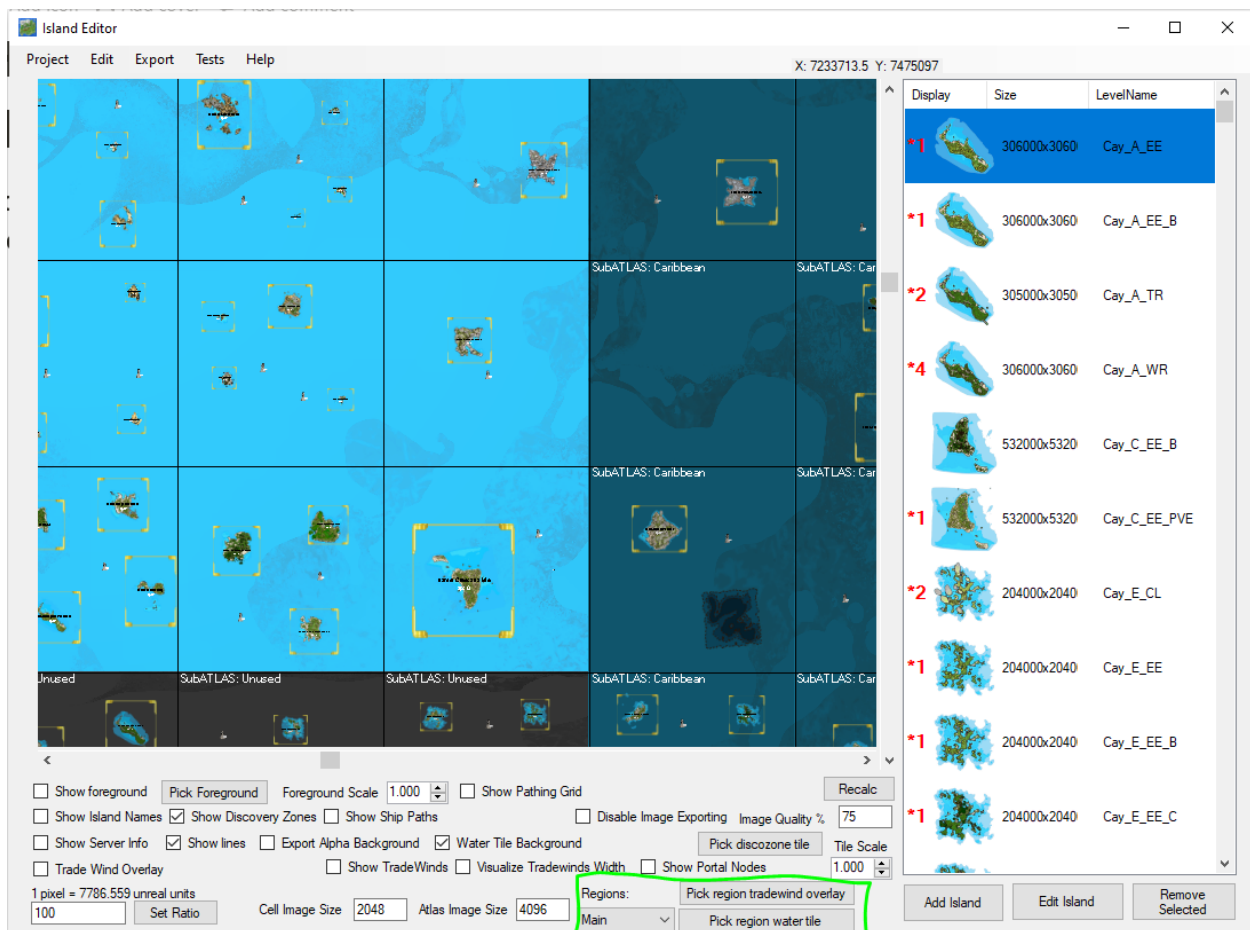 Island Editor
Project Edit Export Tests Help
X: 7233713.5 Y: 7475097
Display Size LevelName
*1 306000x3060 Cay_A_EE
*1 306000x3060 Cay_A_EE_B
*2 305000x3050 Cay_A_TR
*4 306000x3060 Cay_A_WR
532000x5320 Cay_C_EE_B
*1 532000x5320 Cay_C_EE_PVE
*2 204000x2040 Cay_E_CL
*1 204000x2040 Cay_E_EE
*1 204000x2040 Cay_E_EE_B
*1 204000x2040 Cay_E_EE_C
SubATLAS: Caribbean SubATLAS: Car
SubATLAS: Caribbean SubATLAS: Car
Unused SubATLAS: Unused SubATLAS: Unused SubATLAS: Caribbean SubATLAS: Car
Show foreground Pick Foreground Foreground Scale 1.000 Show Pathing Grid Recalc
Show Island Names Show Discovery Zones Show Ship Paths Disable Image Exporting Image Quality % 75
Show Server Info Show lines Export Alpha Background Water Tile Background Pick discozone tile Tile Scale
Trade Wind Overlay Show TradeWinds Visualize Tradewinds Width Show Portal Nodes 1.000
1 pixel = 7786.559 unreal units
100 Set Ratio Cell Image Size 2048 Atlas Image Size 4096
Regions: Pick region tradewind overlay
Main Pick region water tile
Add Island Edit Island Remove Selected